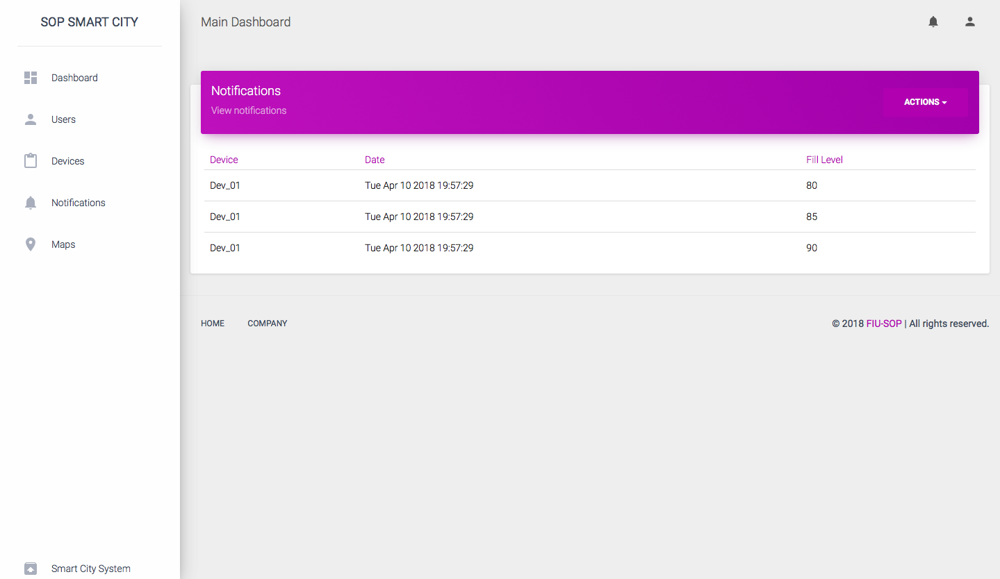 SOP SMART CITY
Dashboard
Users
Devices
Notifications
Maps
Smart City System
Main Dashboard
Notifications
View notifications
ACTIONS
Device Date Fill Level
Dev_01 Tue Apr 10 2018 19:57:29 80
Dev_01 Tue Apr 10 2018 19:57:29 85
Dev_01 Tue Apr 10 2018 19:57:29 90
HOME COMPANY © 2018 FIU-SOP | All rights reserved.